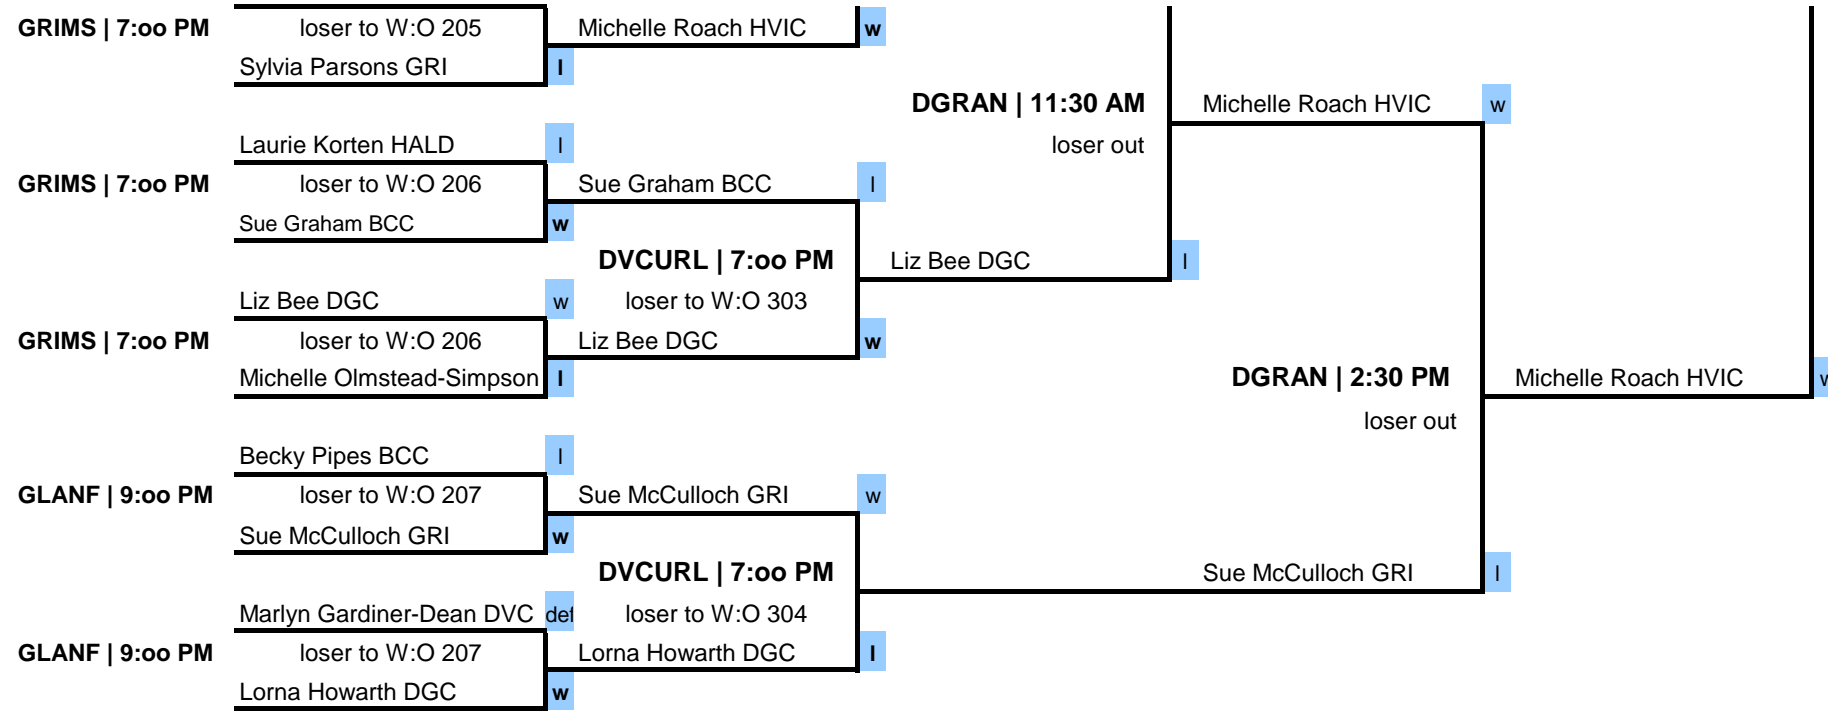 GRIMS | 7:oo PM loser to W:O 205 Michelle Roach HVIC w
Sylvia Parsons GRI l
DGRAN | 11:30 AM Michelle Roach HVIC w
Laurie Korten HALD l loser out
GRIMS | 7:oo PM loser to W:O 206 Sue Graham BCC l
Sue Graham BCC w
DVCURL | 7:oo PM Liz Bee DGC l
Liz Bee DGC w loser to W:O 303
GRIMS | 7:oo PM loser to W:O 206 Liz Bee DGC w
Michelle Olmstead-Simpson l DGRAN | 2:30 PM Michelle Roach HVIC w
loser out
Becky Pipes BCC l
GLANF | 9:oo PM loser to W:O 207 Sue McCulloch GRI w
Sue McCulloch GRI w
DVCURL | 7:oo PM Sue McCulloch GRI l
Marlyn Gardiner-Dean DVC def loser to W:O 304
GLANF | 9:oo PM loser to W:O 207 Lorna Howarth DGC l
Lorna Howarth DGC w